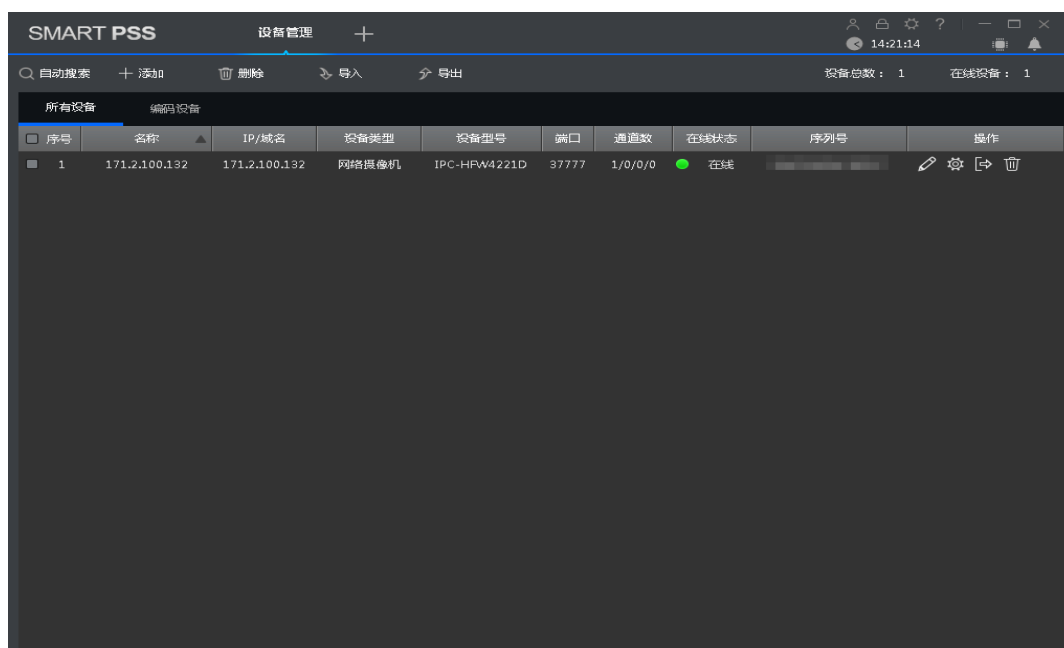 SMART PSS 设备管理 ?
14:21:14
自动搜索 添加 删除 导入 导出 设备总数： 1 在线设备： 1
所有设备 编码设备
序号 名称 IP/域名 设备类型 设备型号 端口 通道数 在线状态 序列号 操作
1 171.2.100.132 171.2.100.132 网络摄像机 IPC-HFW4221D 37777 1/0/0/0 在线